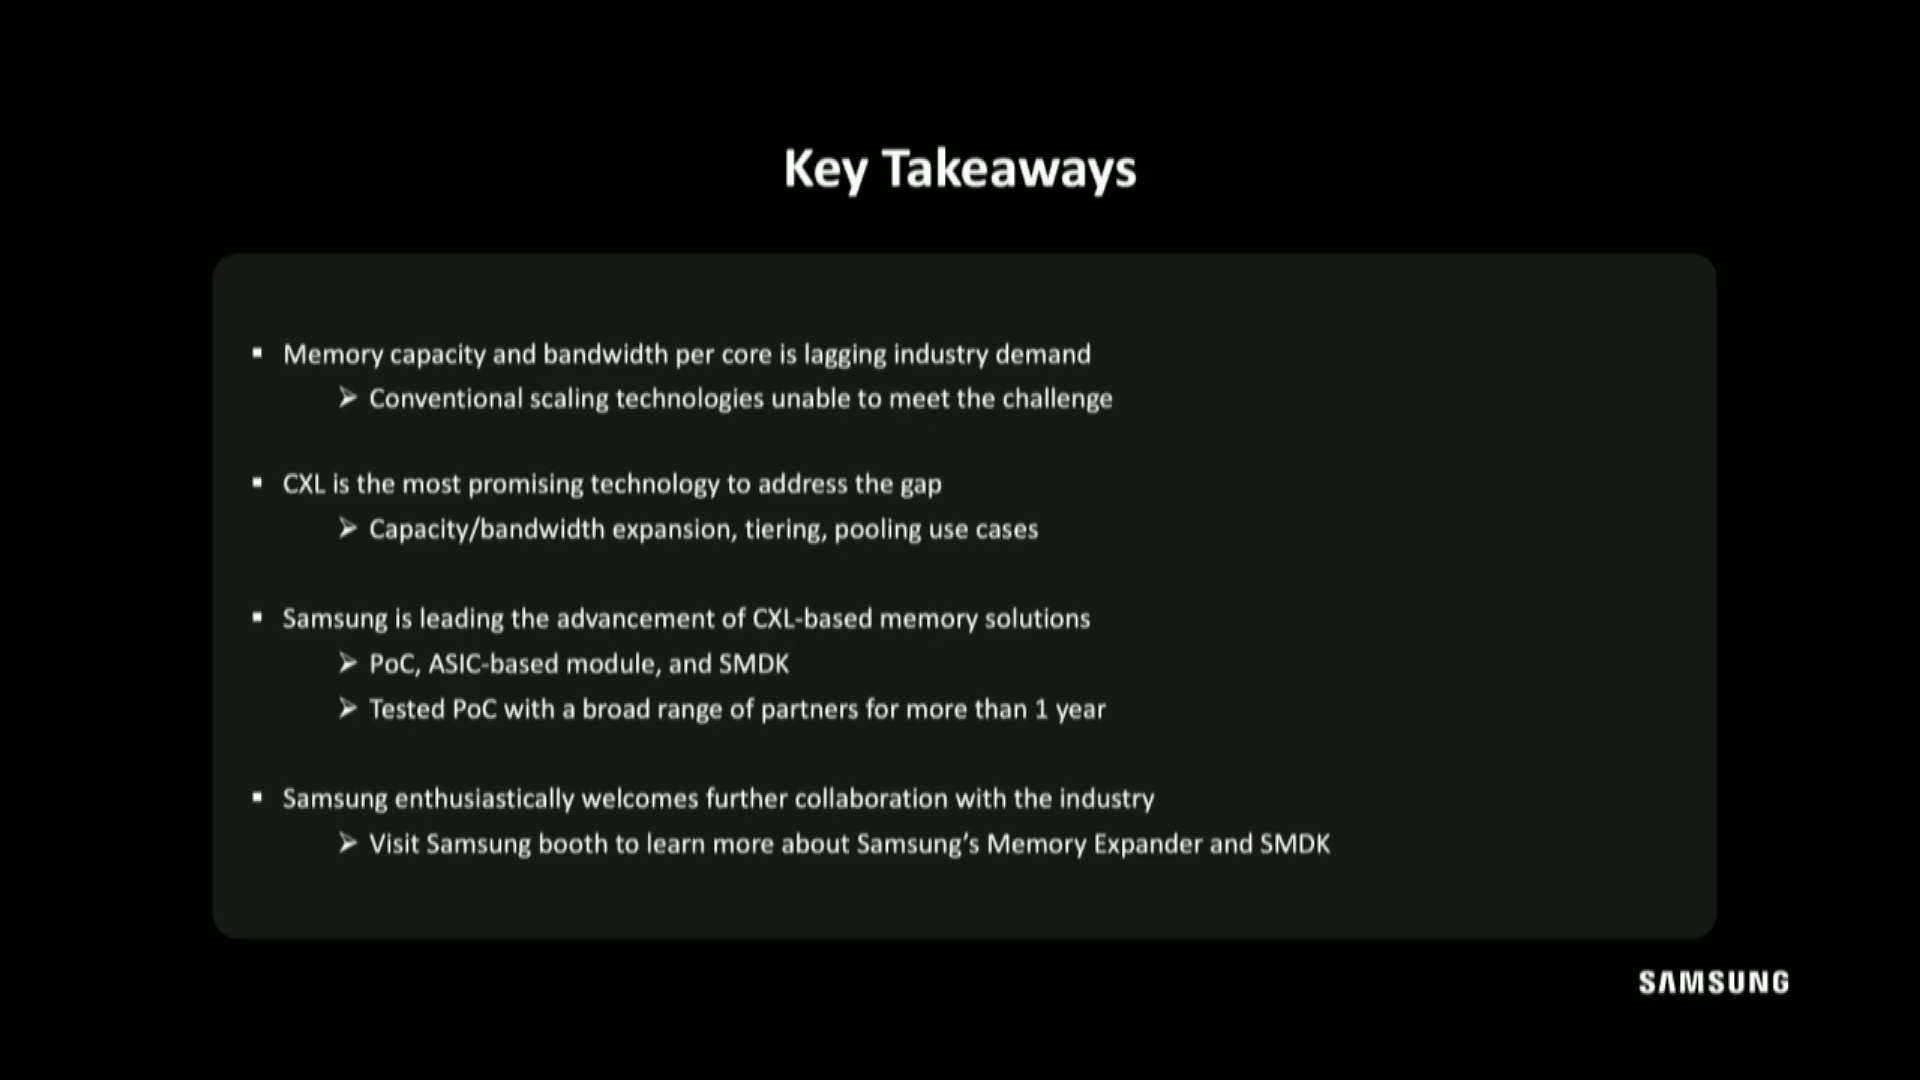 Key Takeaways
▪ Memory capacity and bandwidth per core is lagging industry demand
➢ Conventional scaling technologies unable to meet the challenge
▪ CXL is the most promising technology to address the gap
➢ Capacity/bandwidth expansion, tiering, pooling use cases
▪ Samsung is leading the advancement of CXL-based memory solutions
➢ PoC, ASIC-based module, and SMDK
➢ Tested PoC with a broad range of partners for more than 1 year
▪ Samsung enthusiastically welcomes further collaboration with the industry
➢ Visit Samsung booth to learn more about Samsung’s Memory Expander and SMDK
SAMSUNG